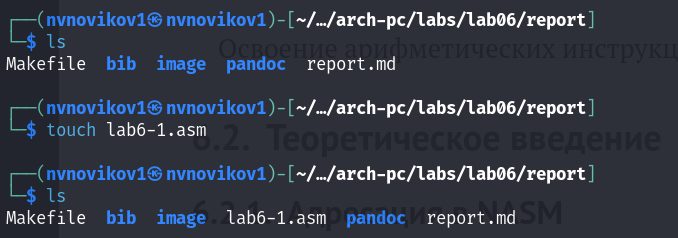 ┌──(nvnovikov1㉿nvnovikov1)-[~/…/arch-pc/labs/lab06/report]
└─$ ls
Освоение арифметических инструкц
Makefile bib image pandoc report.md
┌──(nvnovikov1㉿nvnovikov1)-[~/…/arch-pc/labs/lab06/report]
└─$ touch lab6-1.asm
6.2. Теоретическое введение
┌──(nvnovikov1㉿nvnovikov1)-[~/…/arch-pc/labs/lab06/report]
└─$ ls
6.2.1. Адресация в NASM
Makefile bib image lab6-1.asm pandoc report.md